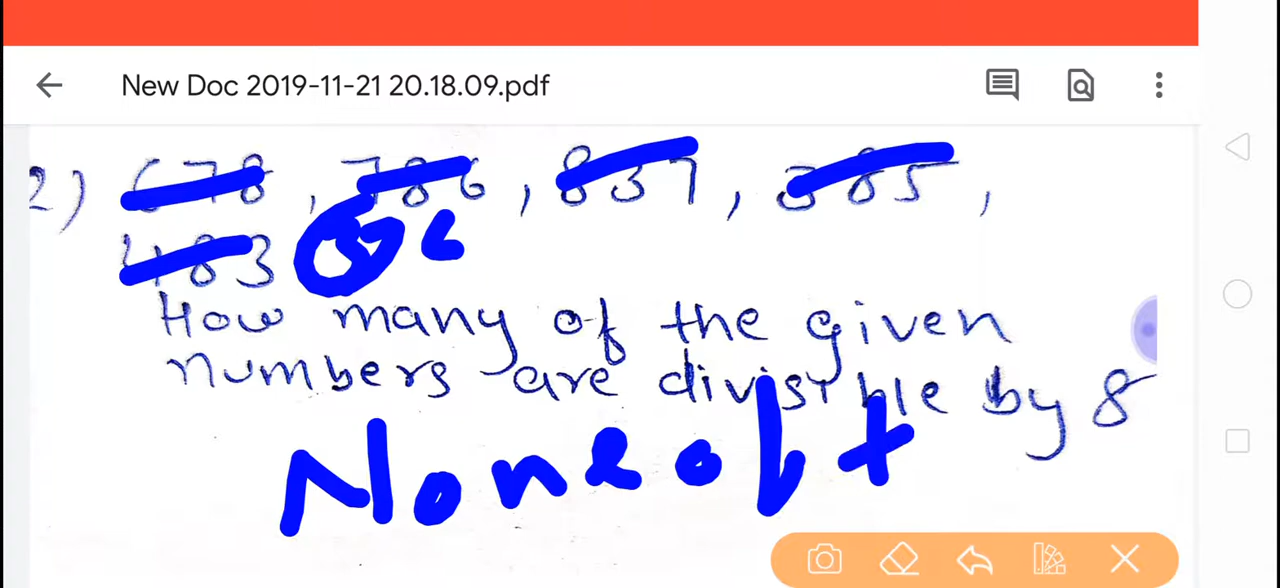 New Doc 2019-11-21 20.18.09.pdf
2) 678, 786, 837, 385,
483
How many of the given
numbers are divisible by 8
None of t